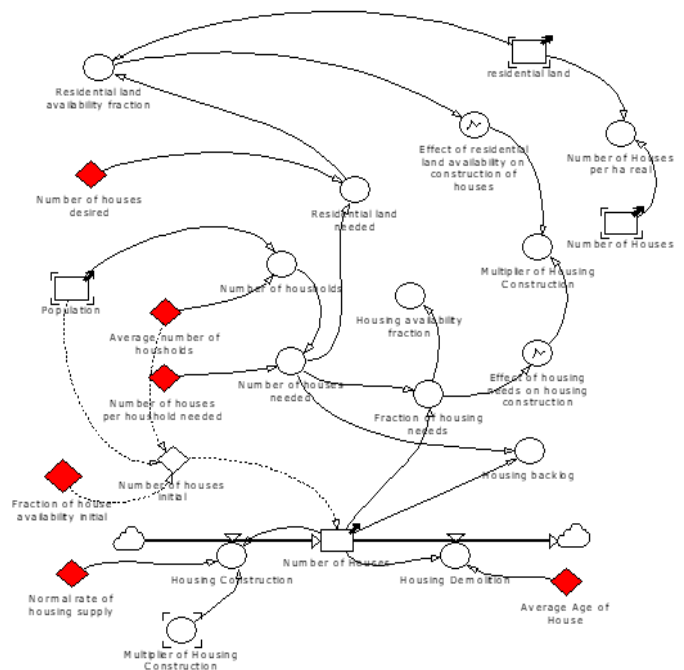 residential land
Residential land
availability fraction
Effect of residential
land availability on
construction of
houses
Number of Houses
per ha real
Number of houses
desired
Residential land
needed
Number of Houses
Number of housholds
Multiplier of Housing
Construction
Population
Housing availability
fraction
Average number of
housholds
Number of houses
needed
Effect of housing
needs on housing
construction
Number of houses
per household needed
Fraction of housing
needs
Housing backlog
Number of houses
initial
Fraction of house
availability initial
Number of Houses
Housing Construction
Housing Demolition
Normal rate of
housing supply
Average Age of
House
Multiplier of Housing
Construction